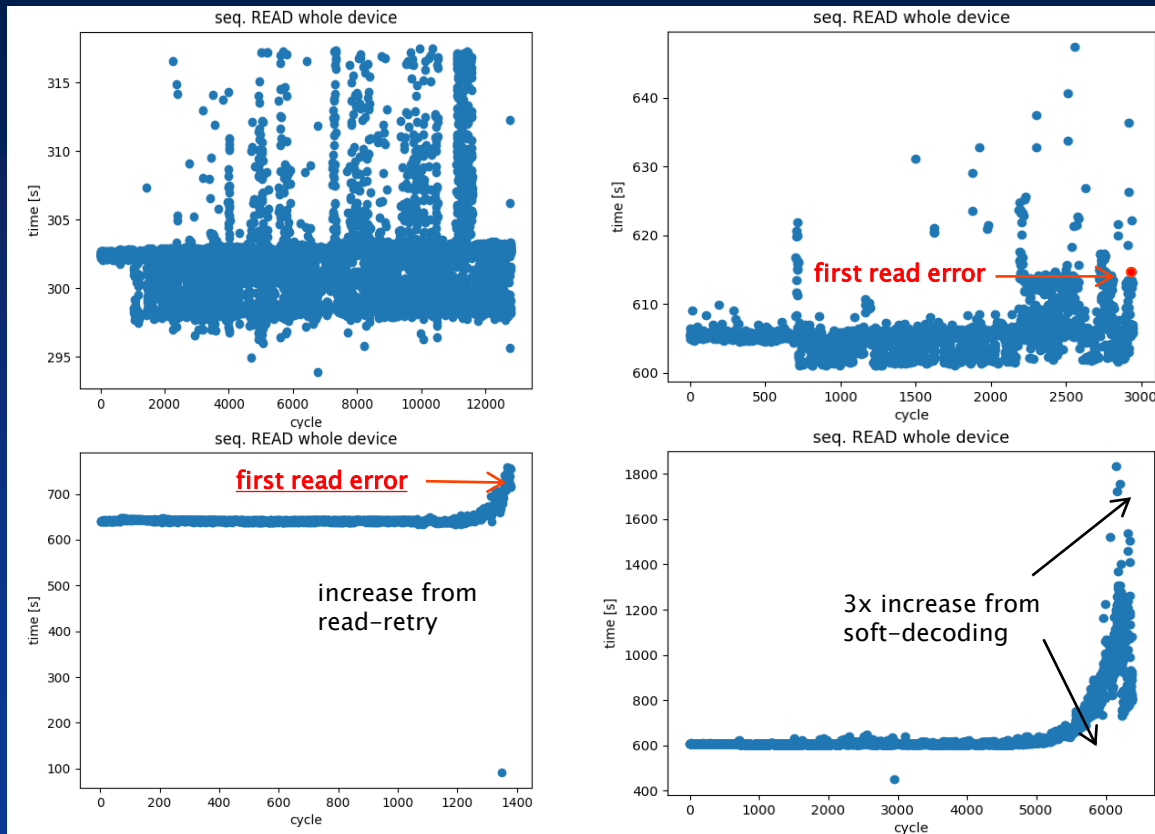 seq. READ whole device
315
310
305
300
295
time [s]
0 2000 4000 6000 8000 10000 12000
cycle
seq. READ whole device
640
630
620
610
600
time [s]
first read error
0 500 1000 1500 2000 2500 3000
cycle
seq. READ whole device
700
600
500
400
300
200
100
time [s]
first read error
increase from
read-retry
0 200 400 600 800 1000 1200 1400
cycle
seq. READ whole device
1800
1600
1400
1200
1000
800
600
400
time [s]
3x increase from
soft-decoding
0 1000 2000 3000 4000 5000 6000
cycle